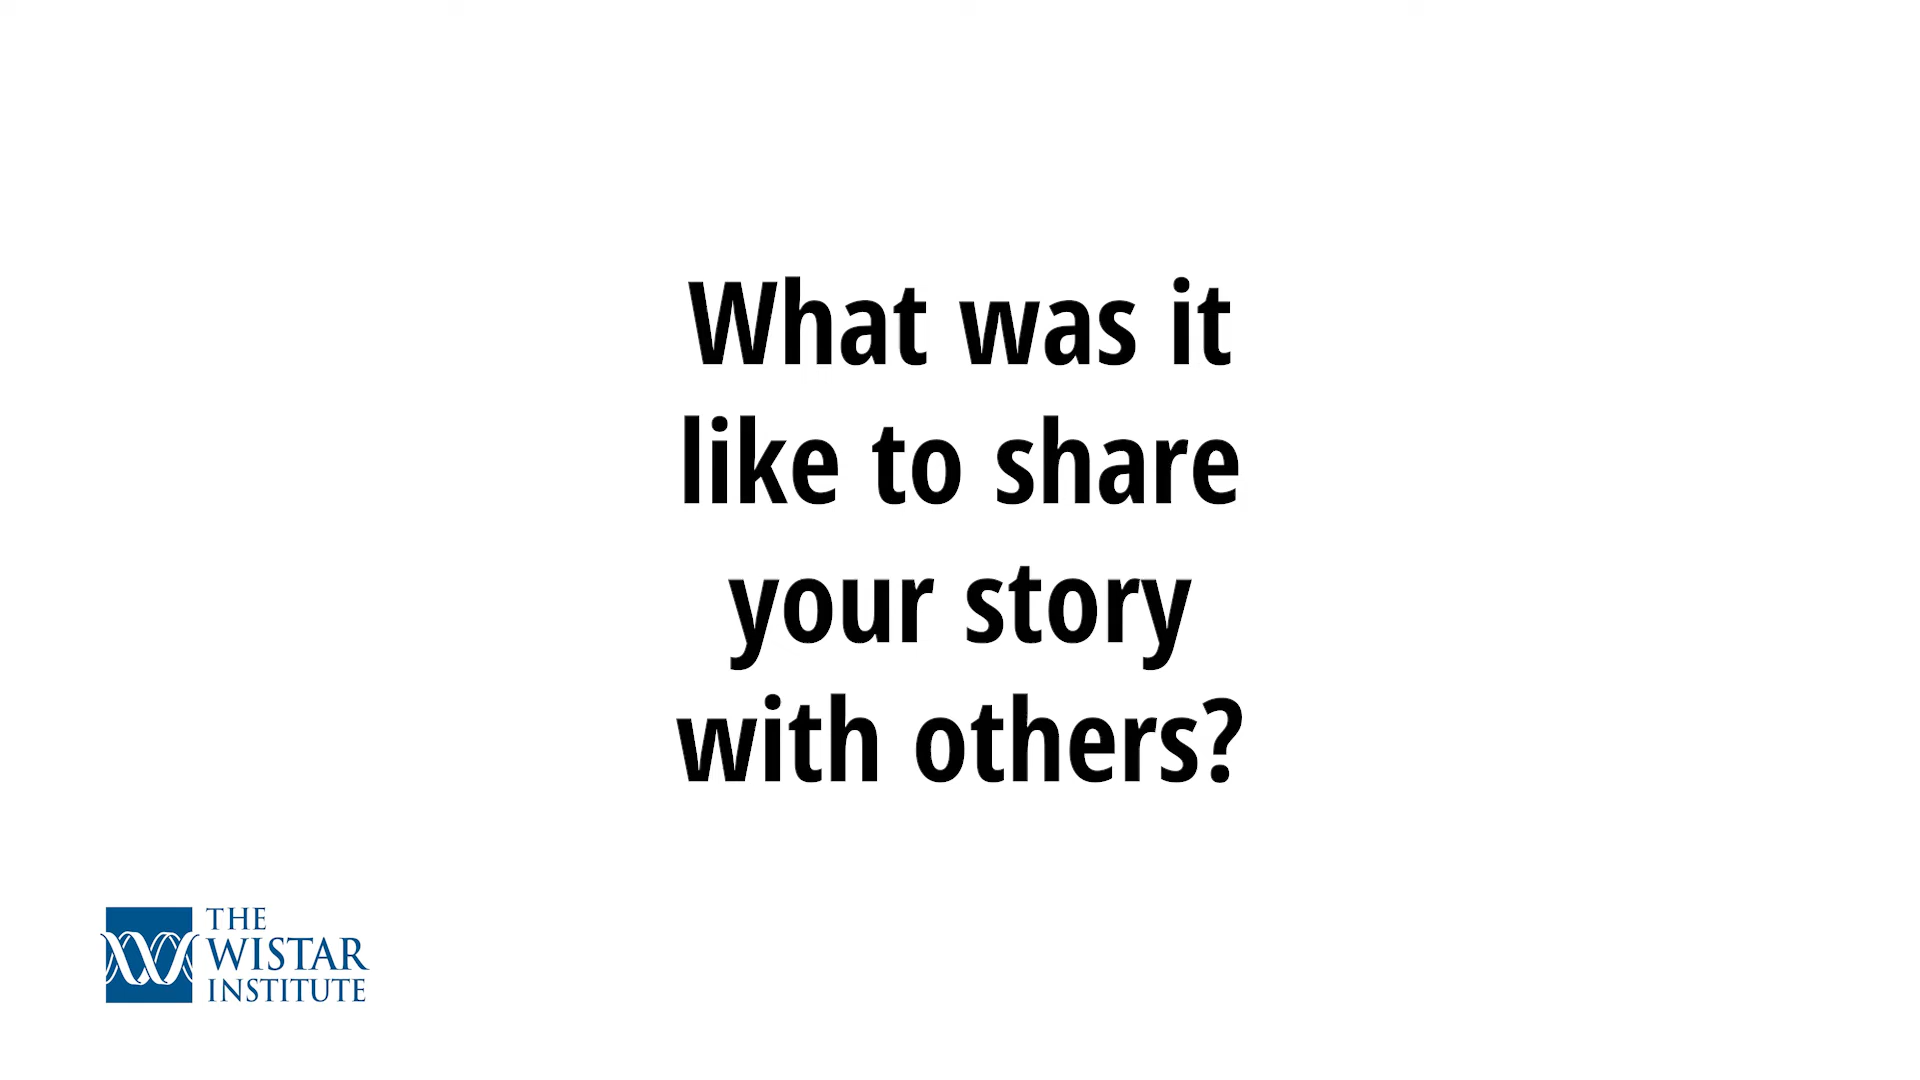 What was it
like to share
your story
with others?
THE
WISTAR
INSTITUTE